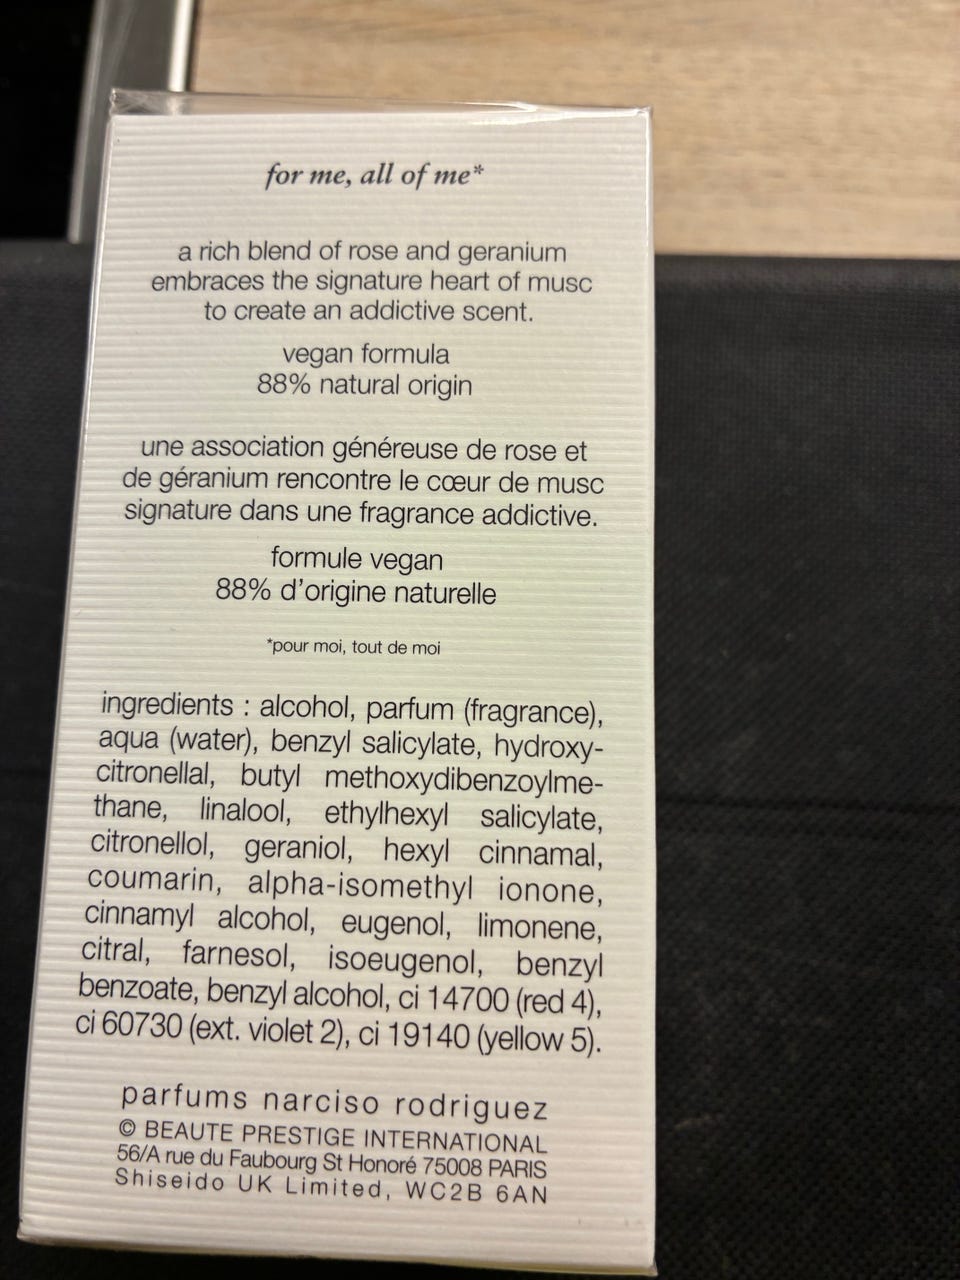 for me, all of me*
a rich blend of rose and geranium
embraces the signature heart of musc
to create an addictive scent.
vegan formula
88% natural origin
une association généreuse de rose et
de géranium rencontre le cœur de musc
signature dans une fragrance addictive.
formule vegan
88% d'origine naturelle
*pour moi, tout de moi
ingredients : alcohol, parfum (fragrance),
aqua (water), benzyl salicylate, hydroxy-
citronellal, butyl methoxydibenzoylme-
thane, linalool, ethylhexyl salicylate,
citronellol, geraniol, hexyl cinnamal,
coumarin, alpha-isomethyl ionone,
cinnamyl alcohol, eugenol, limonene,
citral, farnesol, isoeugenol, benzyl
benzoate, benzyl alcohol, ci 14700 (red 4),
ci 60730 (ext. violet 2), ci 19140 (yellow 5).
parfums narciso rodriguez
© BEAUTE PRESTIGE INTERNATIONAL
56/A rue du Faubourg St Honoré 75008 PARIS
Shiseido UK Limited, WC2B 6AN